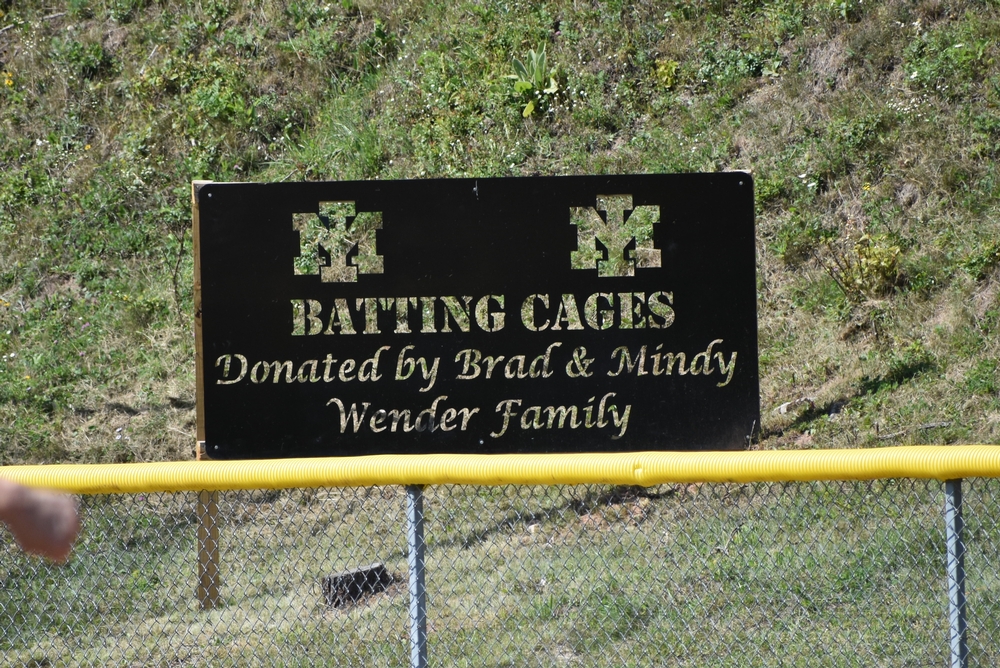 BATTING CAGES
Donated by Brad & Mindy
Wender Family